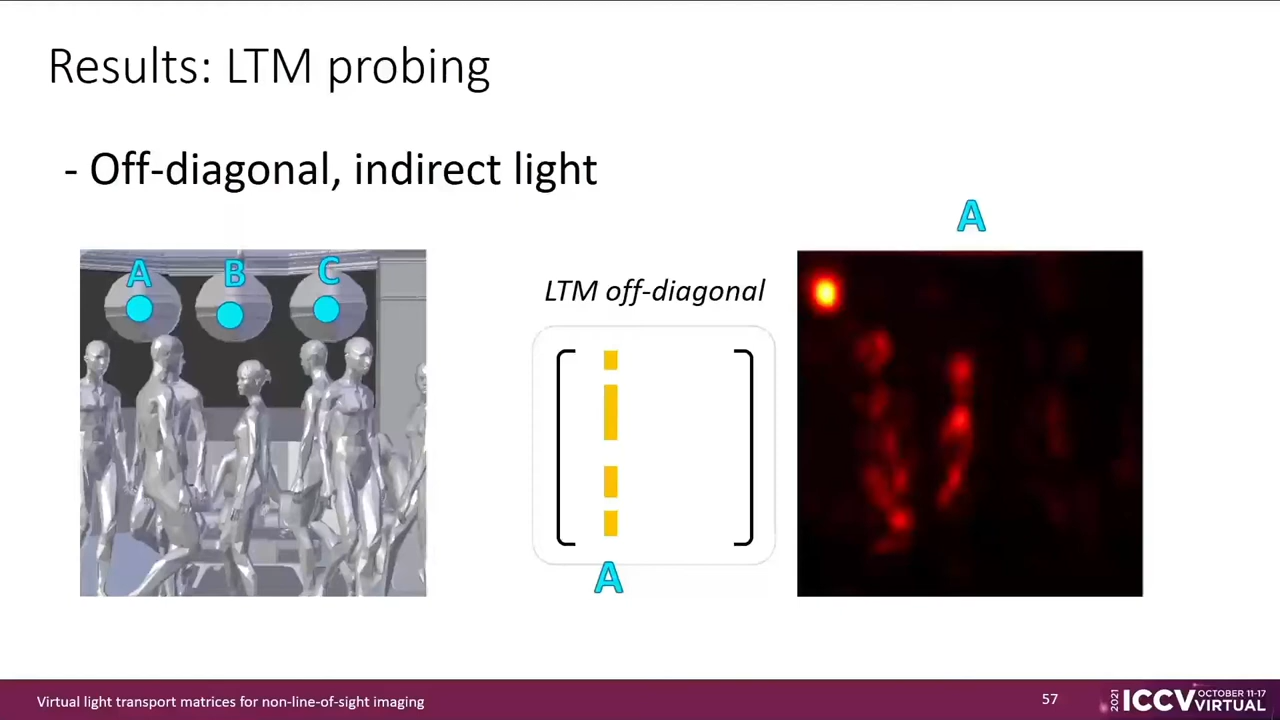 Results: LTM probing
- Off-diagonal, indirect light
A
A B C
LTM off-diagonal
A
Virtual light transport matrices for non-line-of-sight imaging
57
2021 ICCV OCTOBER 11-17 VIRTUAL